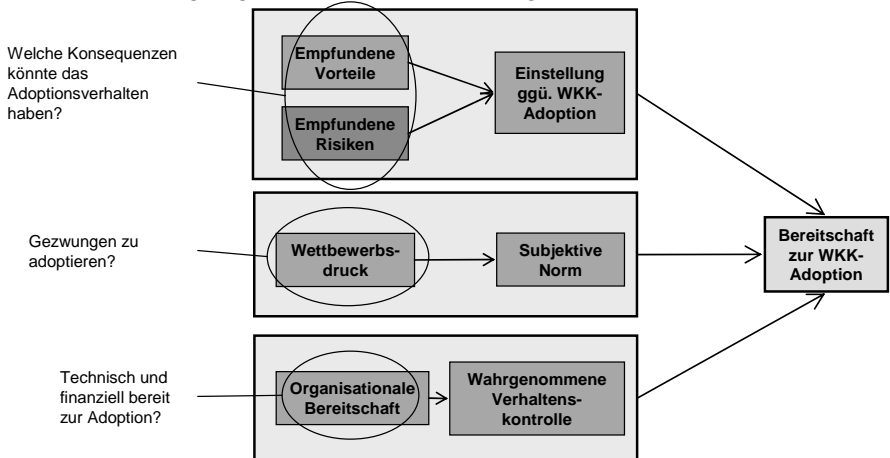 Welche Konsequenzen
könnte das
Adoptionsverhalten
haben?
Empfundene
Vorteile
Empfundene
Risiken
Einstellung
ggü. WKK-
Adoption
Gezwungen zu
adoptieren?
Wettbewerbs-
druck
Subjektive
Norm
Bereitschaft
zur WKK-
Adoption
Technisch und
finanziell bereit
zur Adoption?
Organisationale
Bereitschaft
Wahrgenommene
Verhaltens-
kontrolle